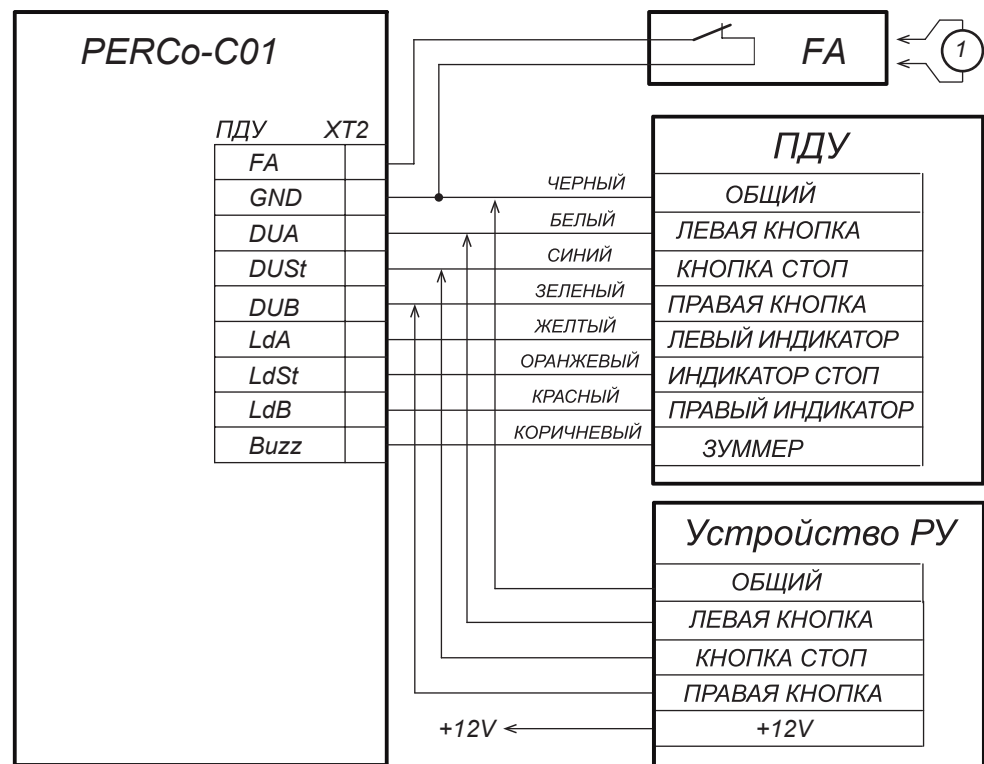 PERCo-C01
FA
1
ПДУ XT2
FA
GND
DUA
DUSt
DUB
LdA
LdSt
LdB
Buzz
ЧЕРНЫЙ
БЕЛЫЙ
СИНИЙ
ЗЕЛЕНЫЙ
ЖЕЛТЫЙ
ОРАНЖЕВЫЙ
КРАСНЫЙ
КОРИЧНЕВЫЙ
ПДУ
ОБЩИЙ
ЛЕВАЯ КНОПКА
КНОПКА СТОП
ПРАВАЯ КНОПКА
ЛЕВЫЙ ИНДИКАТОР
ИНДИКАТОР СТОП
ПРАВЫЙ ИНДИКАТОР
ЗУММЕР
Устройство РУ
ОБЩИЙ
ЛЕВАЯ КНОПКА
КНОПКА СТОП
ПРАВАЯ КНОПКА
+12V
+12V